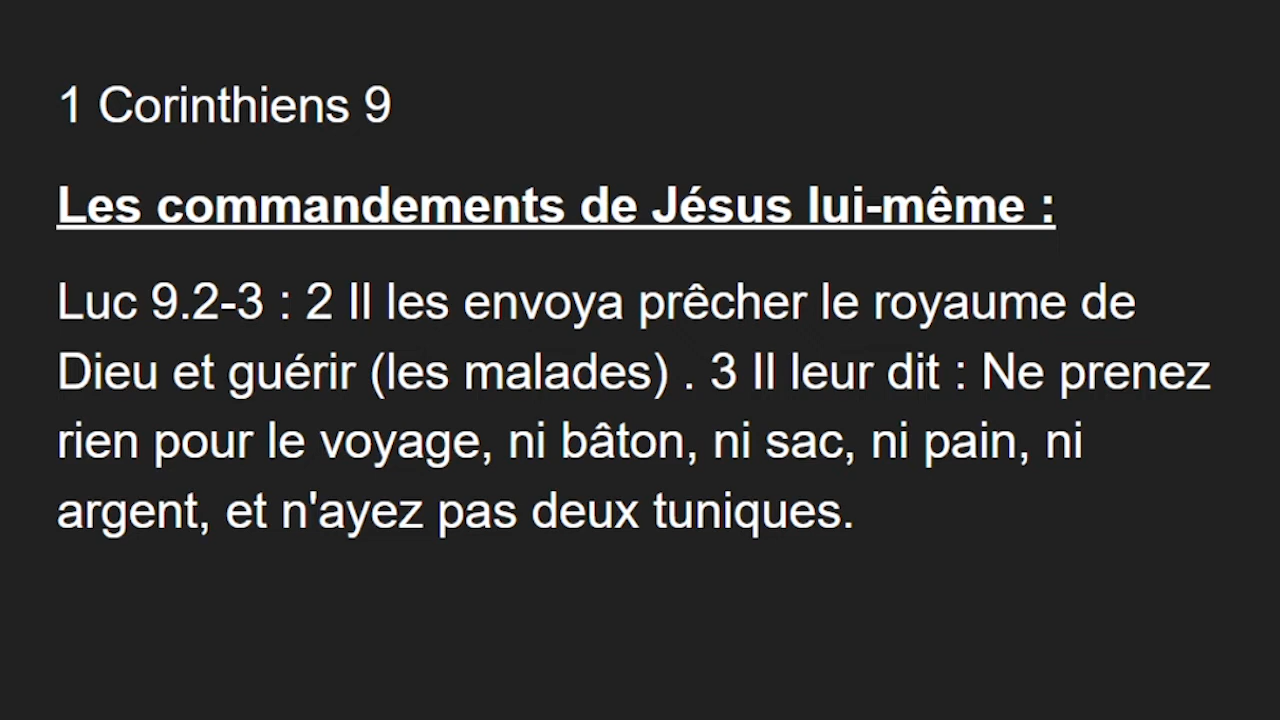 1 Corinthiens 9
Les commandements de Jésus lui-même :
Luc 9.2-3 : 2 Il les envoya prêcher le royaume de
Dieu et guérir (les malades) . 3 Il leur dit : Ne prenez
rien pour le voyage, ni bâton, ni sac, ni pain, ni
argent, et n'ayez pas deux tuniques.